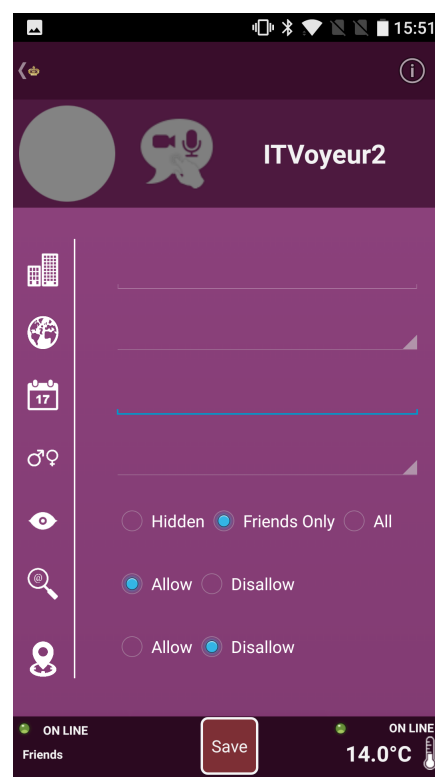 15:51
ITVoyeur2
17
Hidden Friends Only All
@
Allow Disallow
Allow Disallow
ON LINE
Friends
Save
ON LINE
14.0°C